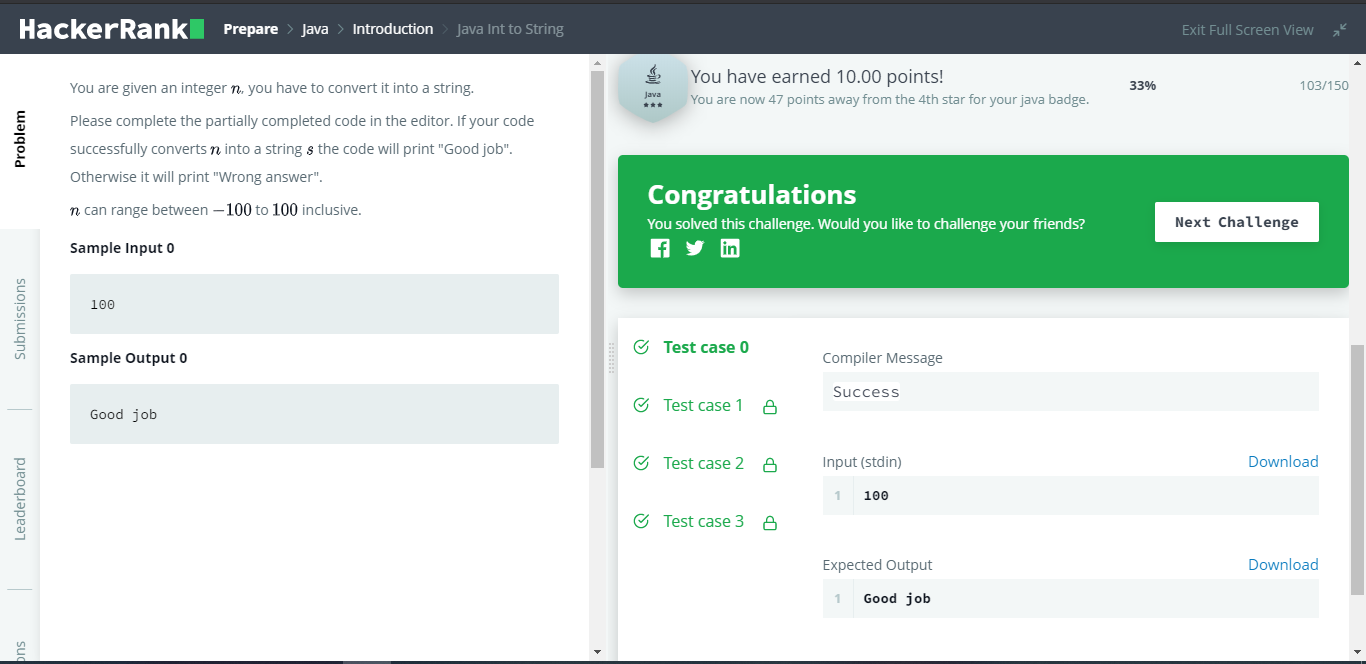 HackerRank
Prepare > Java > Introduction > Java Int to String
Exit Full Screen View
Problem
Submissions
Leaderboard
You are given an integer n, you have to convert it into a string.
Please complete the partially completed code in the editor. If your code
successfully converts n into a string s the code will print "Good job".
Otherwise it will print "Wrong answer".
n can range between −100 to 100 inclusive.
Sample Input 0
100
Sample Output 0
Good job
Java
You have earned 10.00 points!
You are now 47 points away from the 4th star for your java badge.
33%
103/150
Congratulations
You solved this challenge. Would you like to challenge your friends?
Next Challenge
Test case 0
Test case 1
Test case 2
Test case 3
Compiler Message
Success
Input (stdin)
Download
1 100
Expected Output
Download
1 Good job